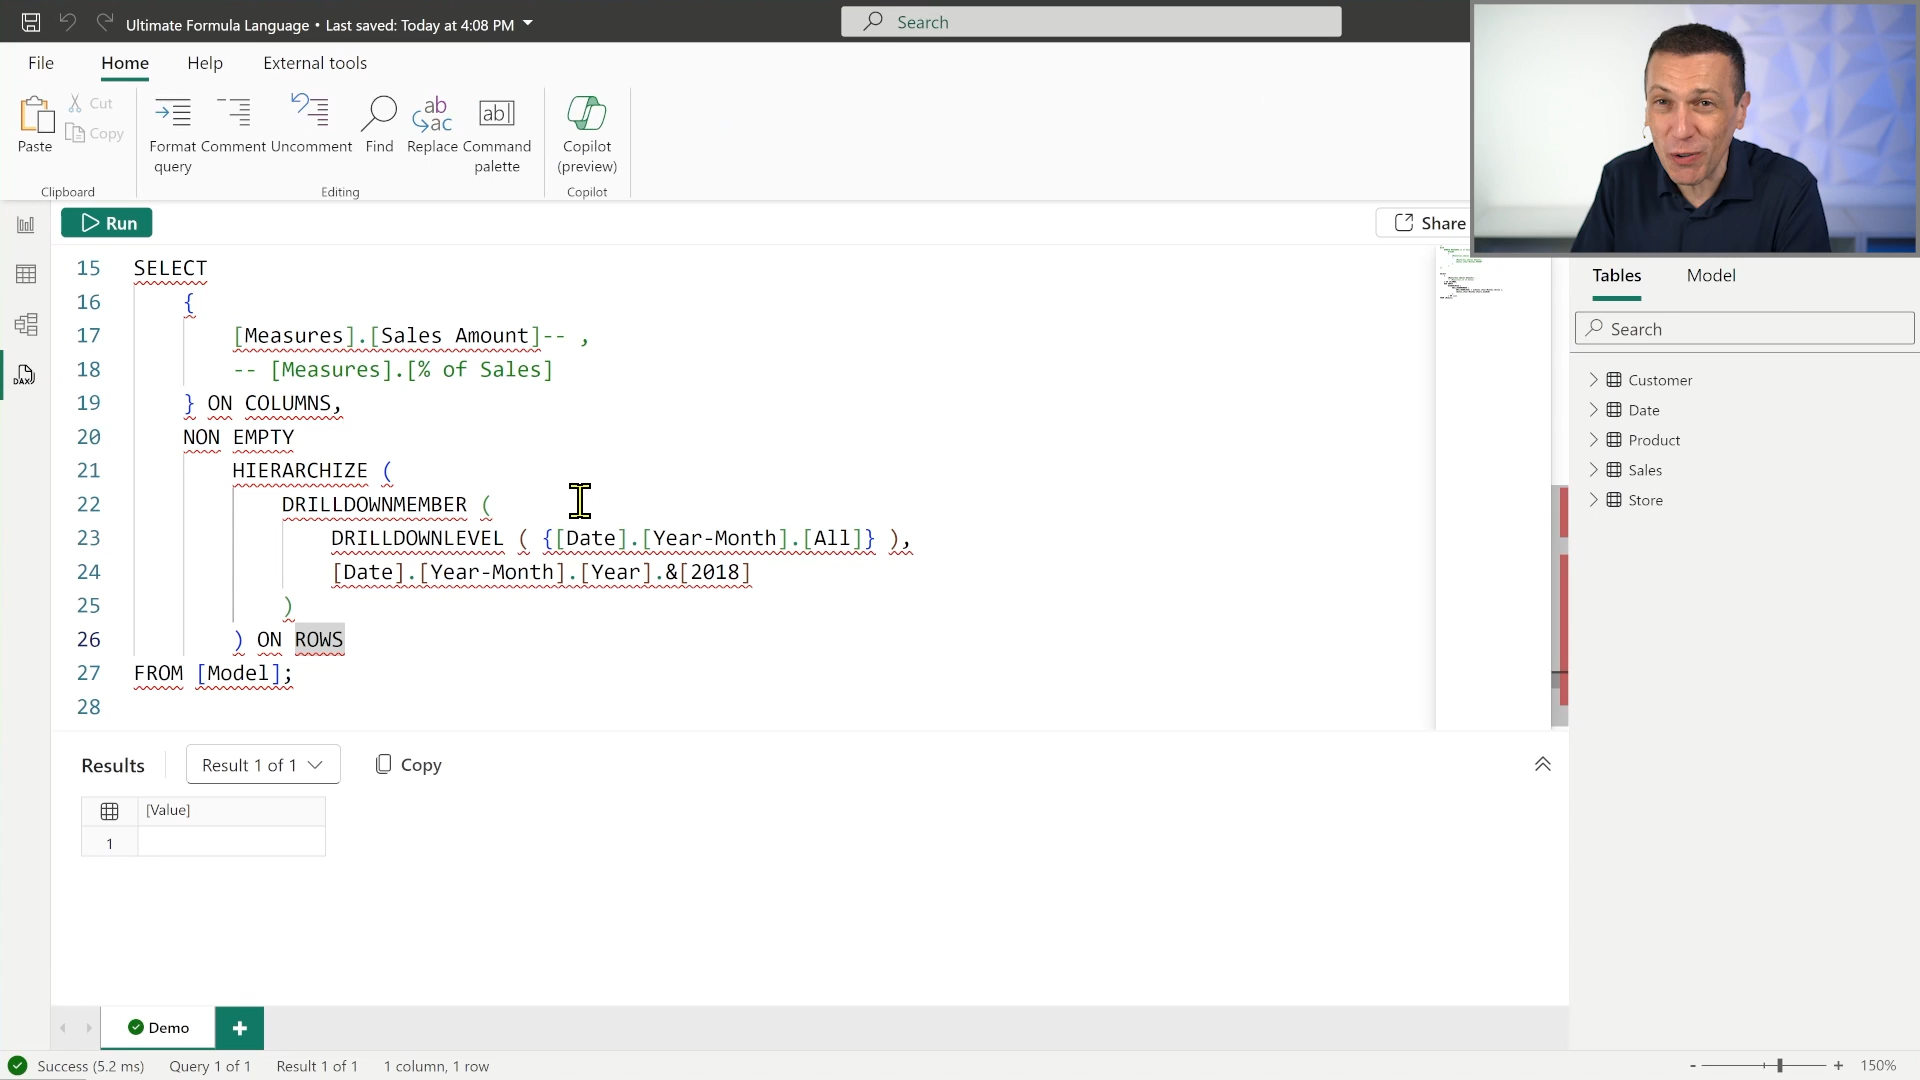 Ultimate Formula Language • Last saved: Today at 4:08 PM
Search
File Home Help External tools
Paste
Cut
Copy
Clipboard
Format query
Comment
Uncomment
Find
Replace
Command palette
Editing
Copilot (preview)
Copilot
Run
Share
15 SELECT
16 {
17 [Measures].[Sales Amount]-- ,
18 -- [Measures].[% of Sales]
19 } ON COLUMNS,
20 NON EMPTY
21 HIERARCHIZE (
22 DRILLDOWNMEMBER (
23 DRILLDOWNLEVEL ( {[Date].[Year-Month].[All]} ),
24 [Date].[Year-Month].[Year].&[2018]
25 )
26 ) ON ROWS
27 FROM [Model];
28
Tables Model
Search
Customer
Date
Product
Sales
Store
Results
Result 1 of 1
Copy
[Value]
1
Demo
Success (5.2 ms) Query 1 of 1 Result 1 of 1 1 column, 1 row
- + 150%
DAX